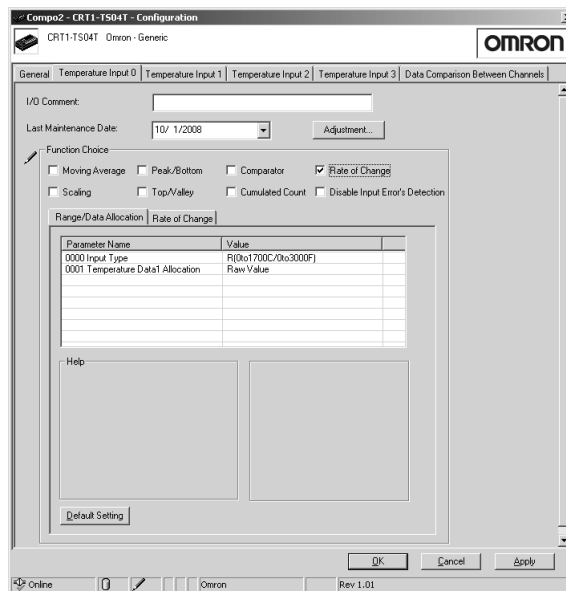 Compo2 - CRT1-TS04T - Configuration
CRT1-TS04T Omron - Generic
OMRON
General Temperature Input 0 Temperature Input 1 Temperature Input 2 Temperature Input 3 Data Comparison Between Channels
I/O Comment:
Last Maintenance Date: 10/ 1/2008 Adjustment...
Function Choice
Moving Average Peak/Bottom Comparator Rate of Change
Scaling Top/Valley Cumulated Count Disable Input Error's Detection
Range/Data Allocation Rate of Change
Parameter Name Value
0000 Input Type R(0to1700C/0to3000F)
0001 Temperature Data1 Allocation Raw Value
Help
Default Setting
OK Cancel Apply
Online Omron Rev 1.01